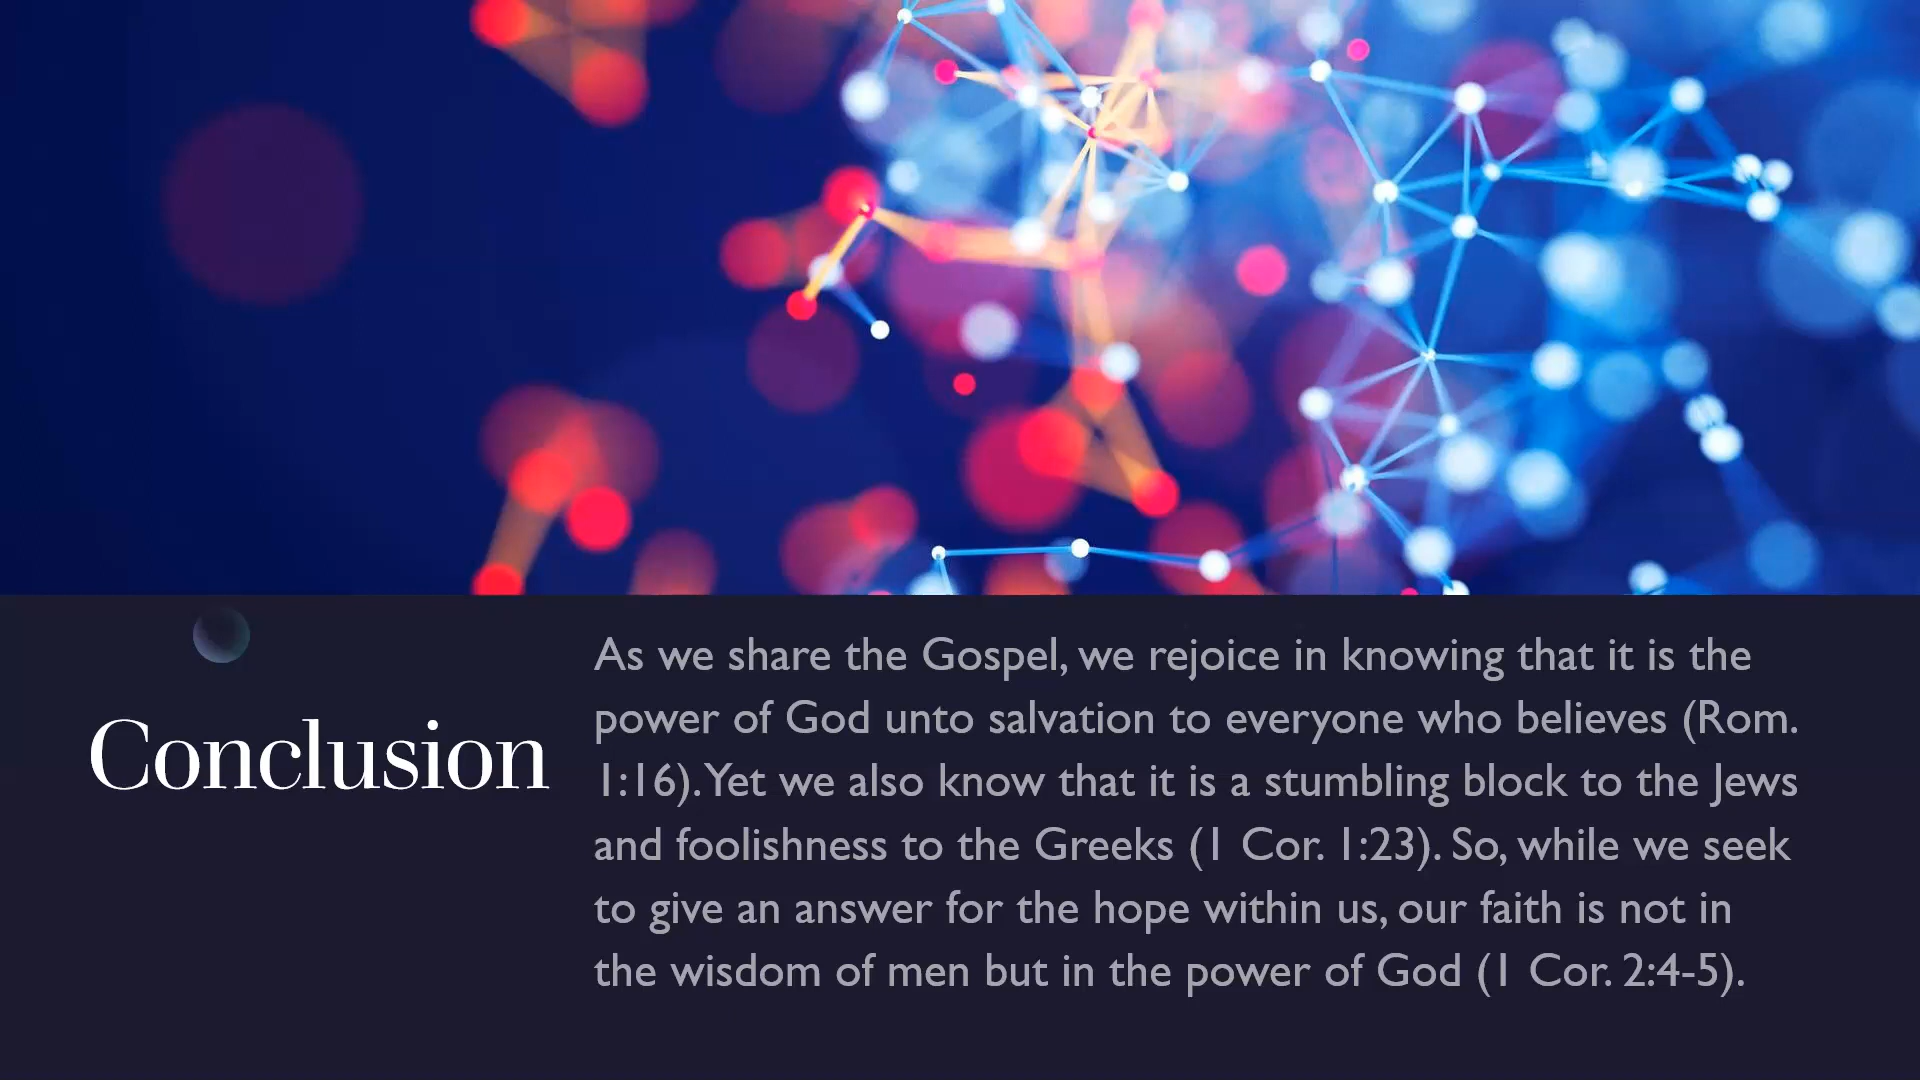 Conclusion
As we share the Gospel, we rejoice in knowing that it is the
power of God unto salvation to everyone who believes (Rom.
1:16). Yet we also know that it is a stumbling block to the Jews
and foolishness to the Greeks (1 Cor. 1:23). So, while we seek
to give an answer for the hope within us, our faith is not in
the wisdom of men but in the power of God (1 Cor. 2:4-5).